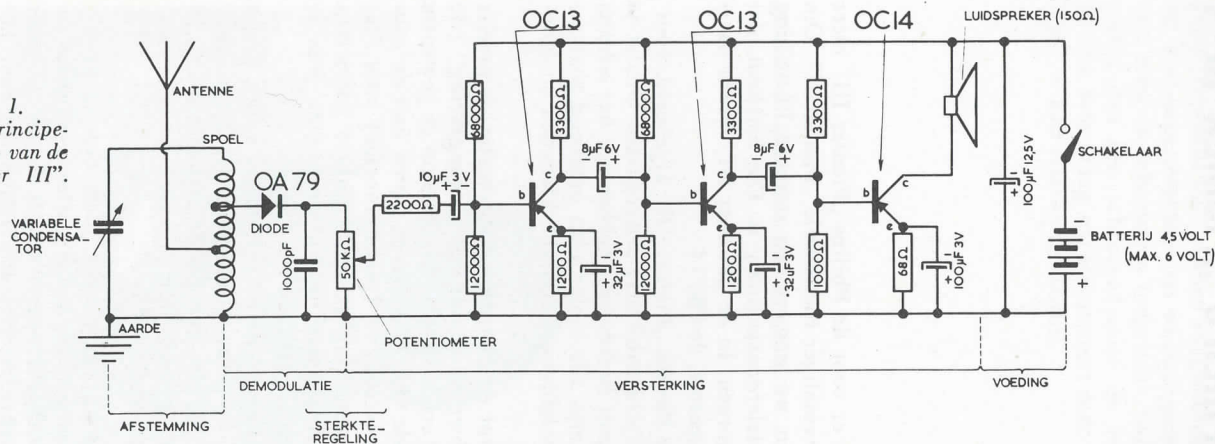 1.
rincipe-
van de
r III".
ANTENNE
SPOEL
VARIABELE
CONDENSA_
TOR
AARDE
OA 79
DIODE
1000pF
50KΩ
POTENTIOMETER
2200Ω
10µF 3V
+ -
OC13
68000Ω
12000Ω
3300Ω
b
c
e
1200Ω
- 32µF 3V +
8µF 6V
- +
OC13
68000Ω
12000Ω
3300Ω
b
c
e
1200Ω
- 32µF 3V +
8µF 6V
- +
OC14
3300Ω
1000Ω
b
c
e
68Ω
- 100µF 3V +
LUIDSPREKER (150Ω)
- 100µF 12,5V +
SCHAKELAAR
-
BATTERIJ 4,5 VOLT
(MAX. 6 VOLT)
+
DEMODULATIE
VERSTERKING
VOEDING
AFSTEMMING
STERKTE_
REGELING